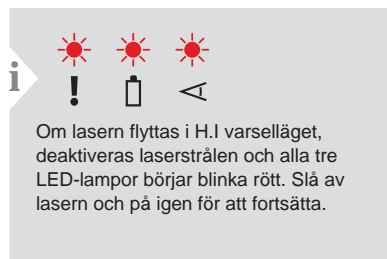 i
!
Om lasern flyttas i H.I varselläget,
deaktiveras laserstrålen och alla tre
LED-lampor börjar blinka rött. Slå av
lasern och på igen för att fortsätta.